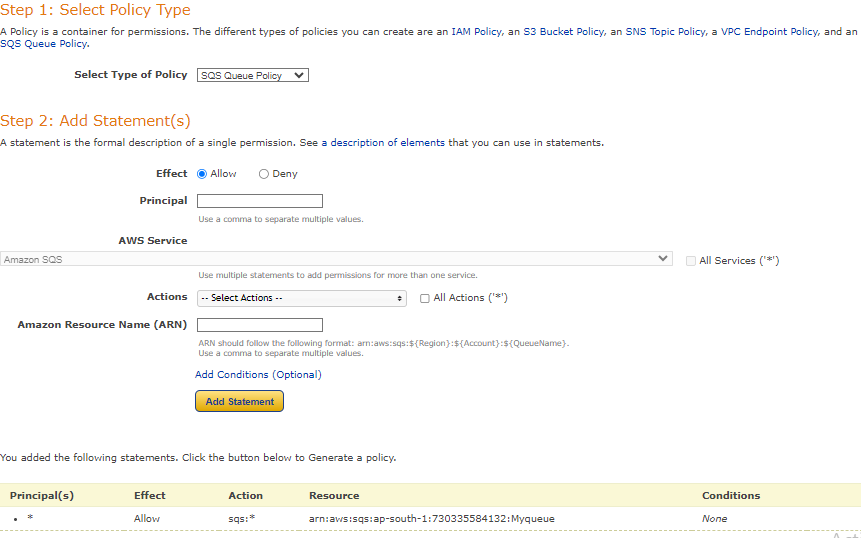 Step 1: Select Policy Type
A Policy is a container for permissions. The different types of policies you can create are an IAM Policy, an S3 Bucket Policy, an SNS Topic Policy, a VPC Endpoint Policy, and an
SQS Queue Policy.
Select Type of Policy SQS Queue Policy
Step 2: Add Statement(s)
A statement is the formal description of a single permission. See a description of elements that you can use in statements.
Effect Allow Deny
Principal
Use a comma to separate multiple values.
AWS Service
Amazon SQS All Services ('*')
Use multiple statements to add permissions for more than one service.
Actions -- Select Actions -- All Actions ('*')
Amazon Resource Name (ARN)
ARN should follow the following format: arn:aws:sqs:${Region}:${Account}:${QueueName}.
Use a comma to separate multiple values.
Add Conditions (Optional)
Add Statement
You added the following statements. Click the button below to Generate a policy.
Principal(s) Effect Action Resource Conditions
• * Allow sqs:* arn:aws:sqs:ap-south-1:730335584132:Myqueue None